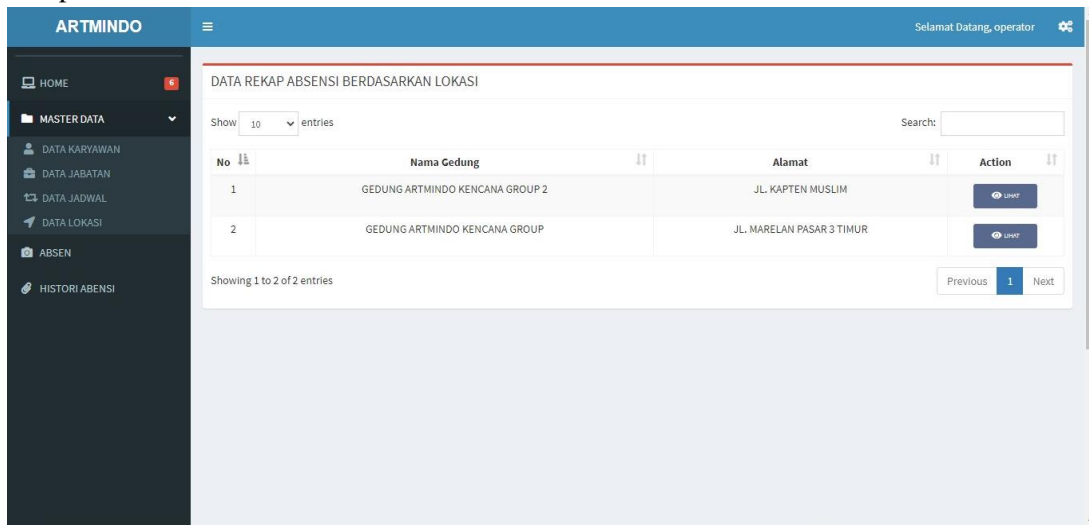 ARTMINDO
Selamat Datang, operator
HOME 6
MASTER DATA
DATA KARYAWAN
DATA JABATAN
DATA JADWAL
DATA LOKASI
ABSEN
HISTORI ABENSI
DATA REKAP ABSENSI BERDASARKAN LOKASI
Show 10 entries Search:
No Nama Gedung Alamat Action
1 GEDUNG ARTMINDO KENCANA GROUP 2 JL. KAPTEN MUSLIM LIHAT
2 GEDUNG ARTMINDO KENCANA GROUP JL. MARELAN PASAR 3 TIMUR LIHAT
Showing 1 to 2 of 2 entries Previous 1 Next